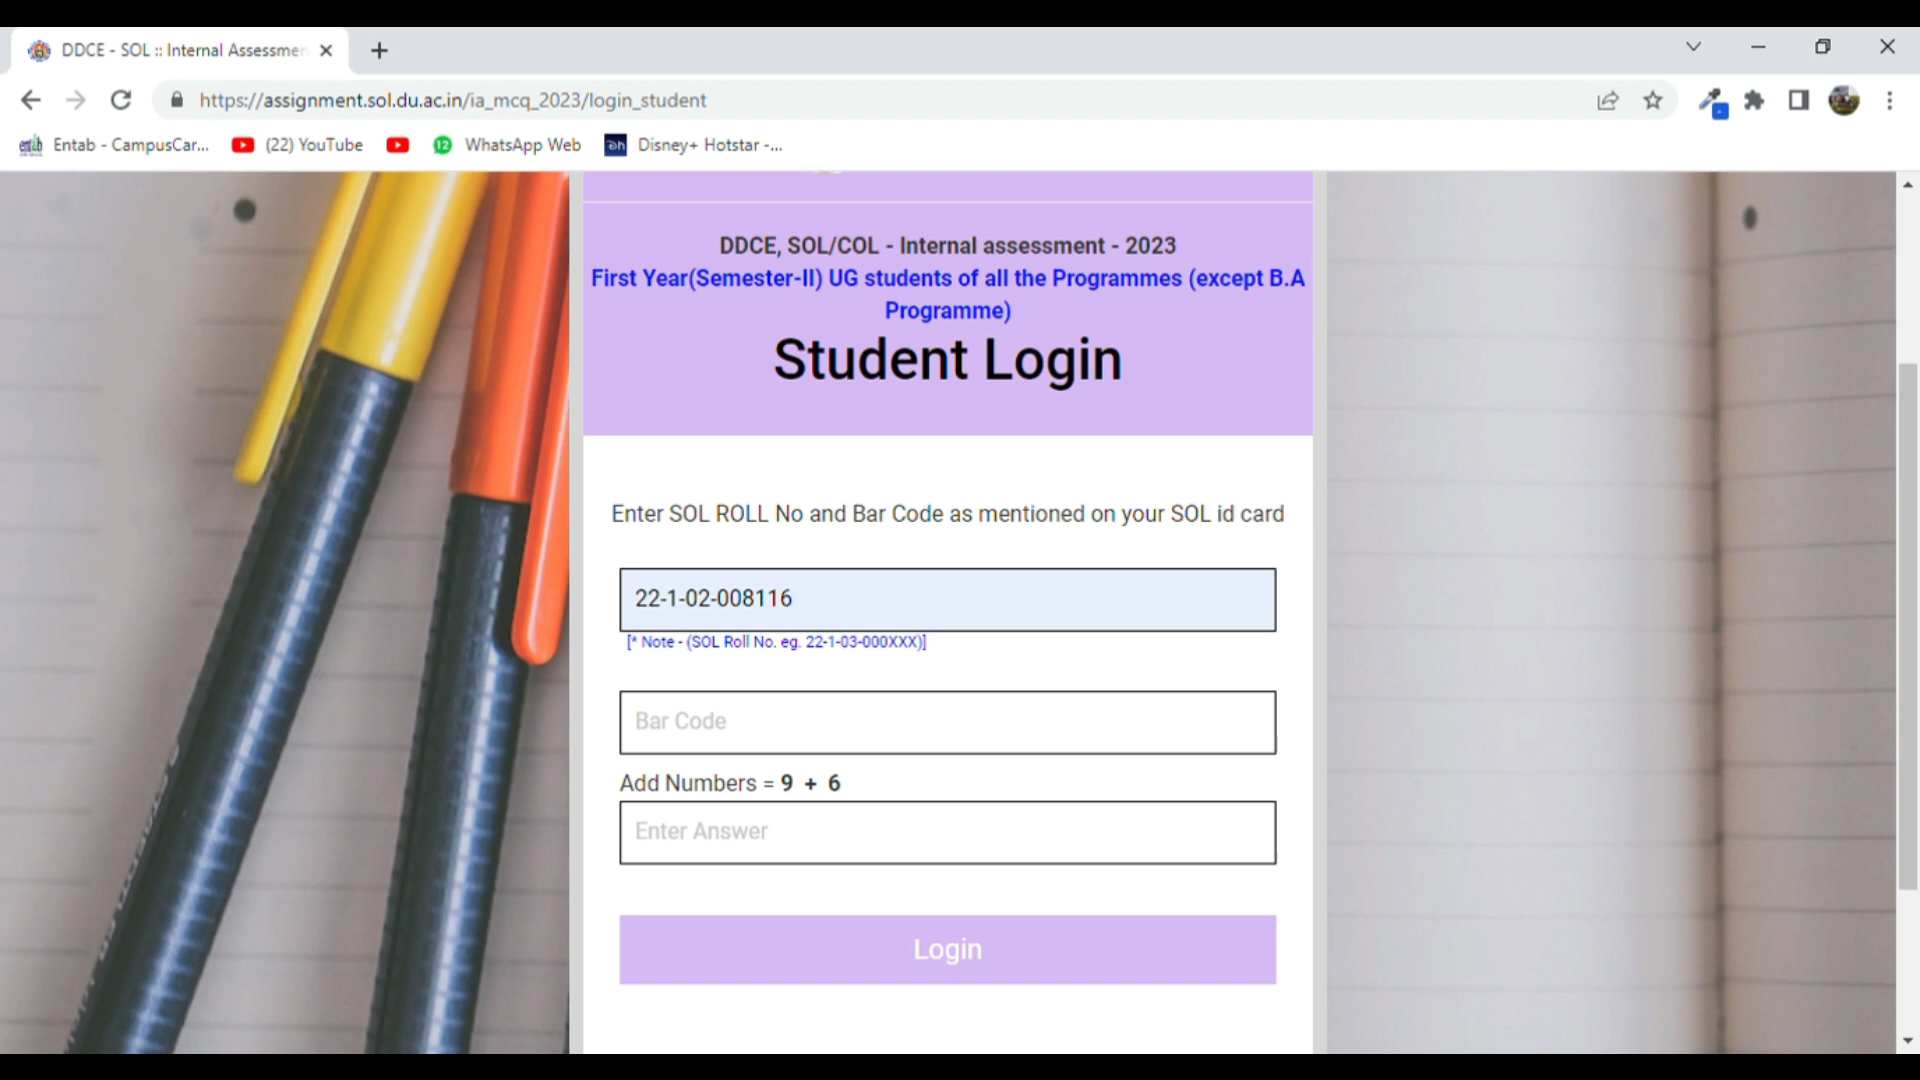 DDCE - SOL :: Internal Assessmen
https://assignment.sol.du.ac.in/ia_mcq_2023/login_student
entab Entab - CampusCar... (22) YouTube 12 WhatsApp Web Disney+ Hotstar -...
DDCE, SOL/COL - Internal assessment - 2023
First Year(Semester-II) UG students of all the Programmes (except B.A
Programme)
Student Login
Enter SOL ROLL No and Bar Code as mentioned on your SOL id card
22-1-02-008116
[* Note - (SOL Roll No. eg. 22-1-03-000XXX)]
Bar Code
Add Numbers = 9 + 6
Enter Answer
Login